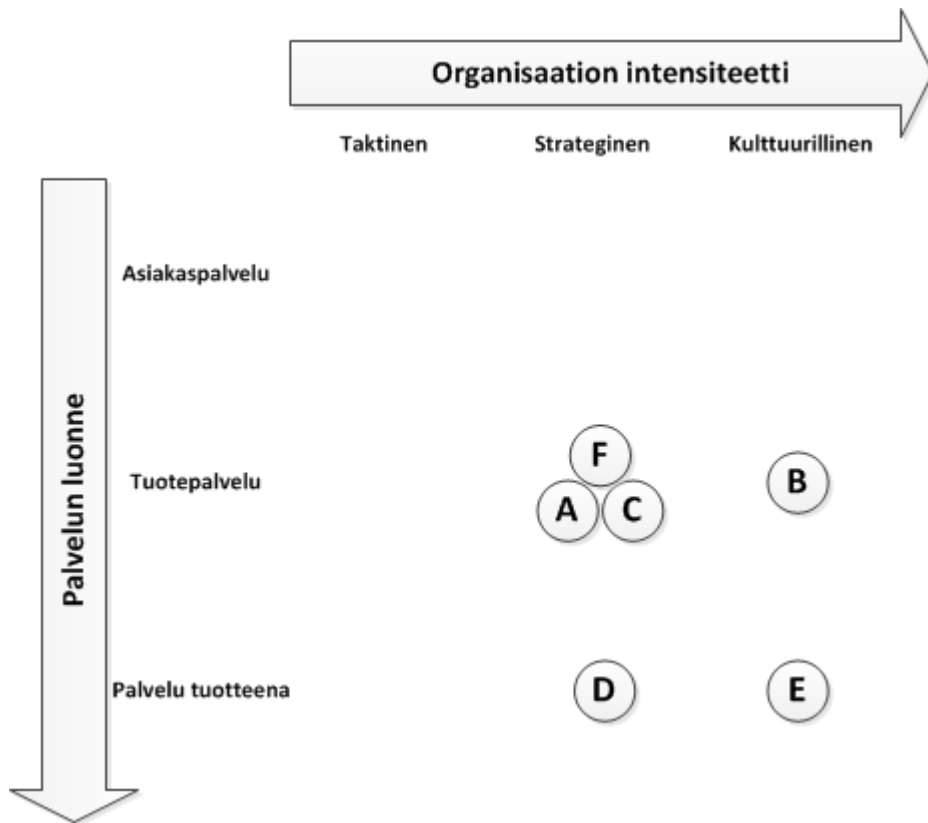 Organisaation intensiteetti
Taktinen Strateginen Kulttuurillinen
Palvelun luonne
Asiakaspalvelu
Tuotepalvelu
F
A C
B
Palvelu tuotteena
D
E